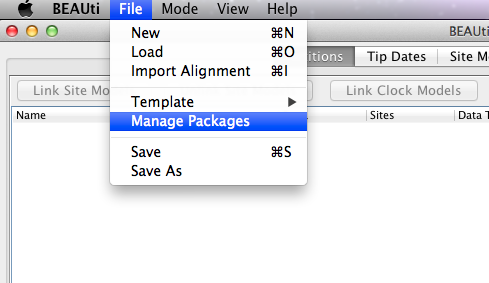 BEAUti File Mode View Help
New ⌘N
Load ⌘O
Import Alignment ⌘I
Template
Manage Packages
Save ⌘S
Save As
BEAUti
itions Tip Dates Site Mo
Link Site Mo Link Clock Models
Name Sites Data T